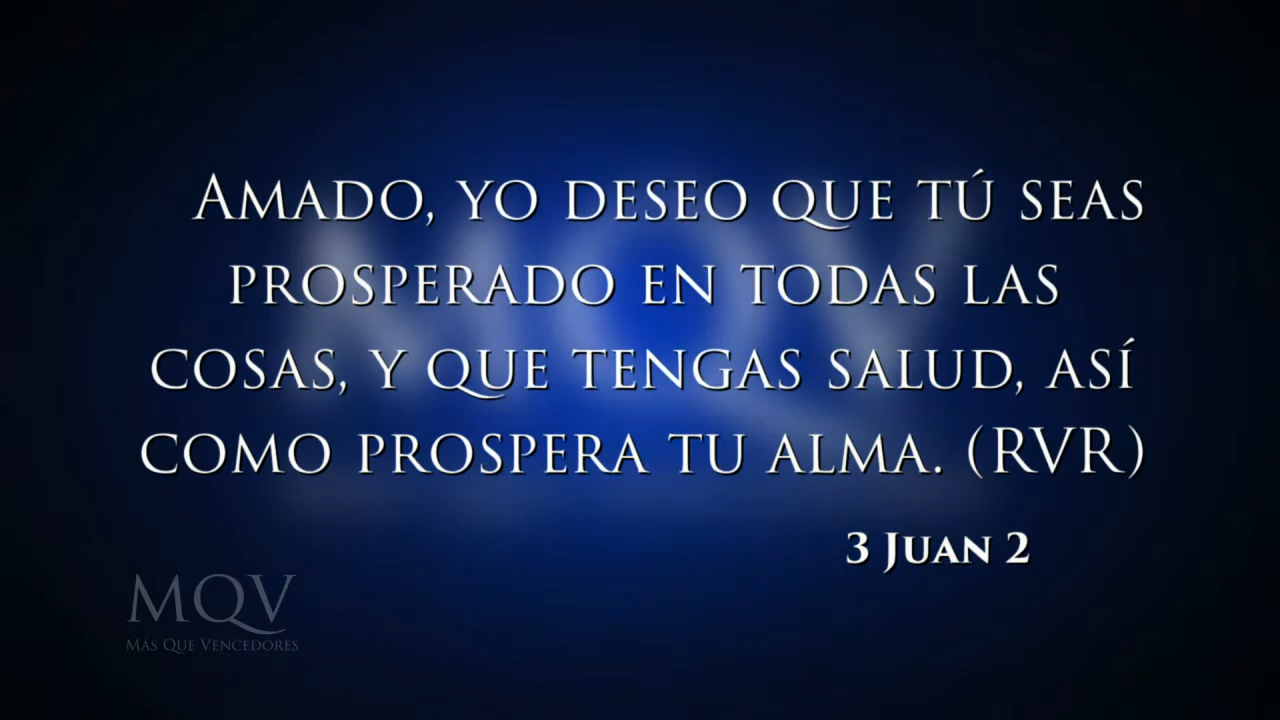 Amado, yo deseo que tú seas
prosperado en todas las
cosas, y que tengas salud, así
como prospera tu alma. (RVR)
3 Juan 2
MQV
Más Que Vencedores